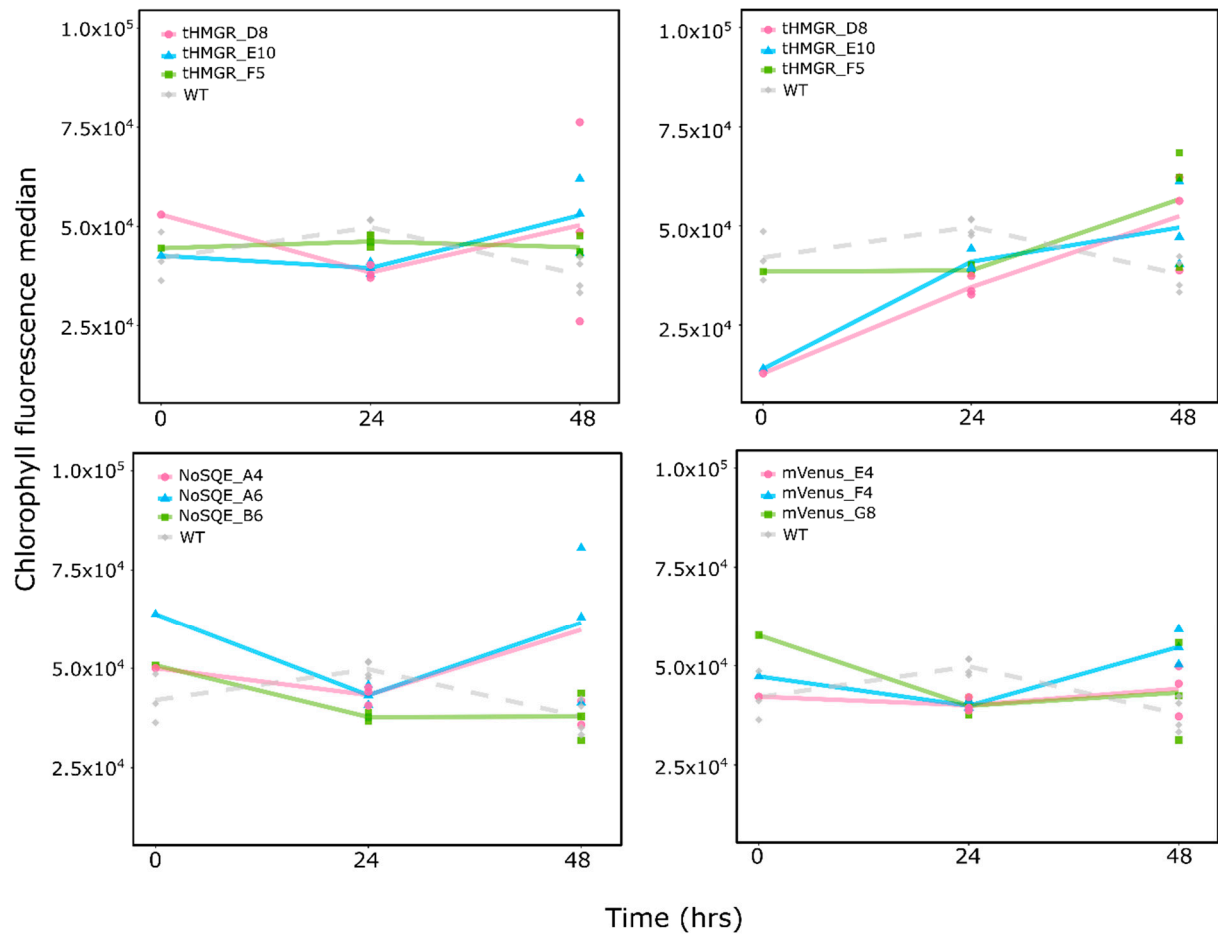 Chlorophyll fluorescence median
1.0x10⁵
7.5x10⁴
5.0x10⁴
2.5x10⁴
tHMGR_D8
tHMGR_E10
tHMGR_F5
WT
0 24 48
1.0x10⁵
7.5x10⁴
5.0x10⁴
2.5x10⁴
tHMGR_D8
tHMGR_E10
tHMGR_F5
WT
0 24 48
1.0x10⁵
7.5x10⁴
5.0x10⁴
2.5x10⁴
NoSQE_A4
NoSQE_A6
NoSQE_B6
WT
0 24 48
1.0x10⁵
7.5x10⁴
5.0x10⁴
2.5x10⁴
mVenus_E4
mVenus_F4
mVenus_G8
WT
0 24 48
Time (hrs)